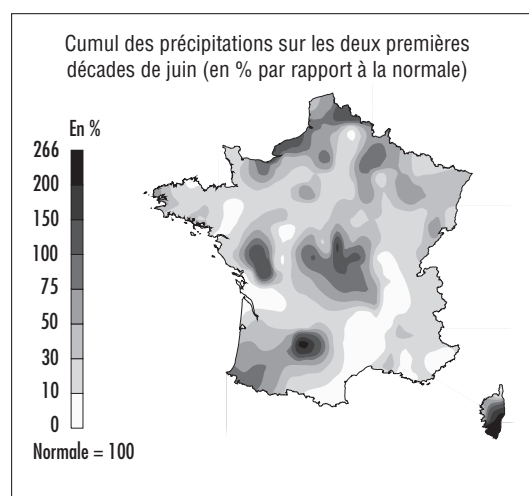 Cumul des précipitations sur les deux premières
décades de juin (en % par rapport à la normale)
En %
266
200
150
100
75
50
30
10
0
Normale = 100